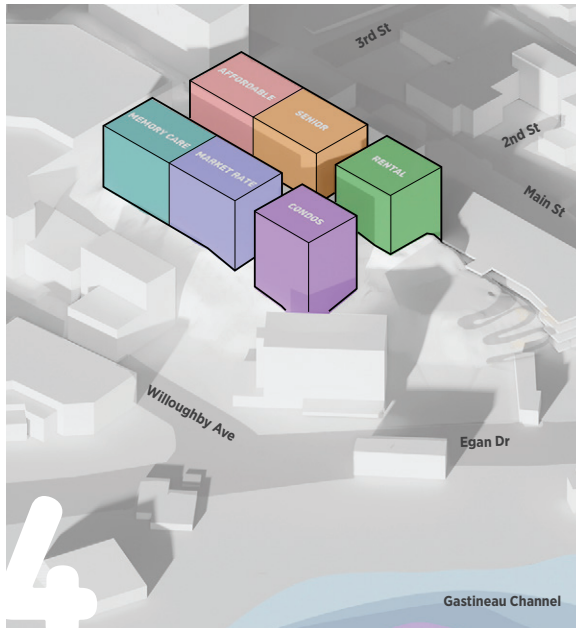 3rd St
AFFORDABLE
SENIOR
MEMORY CARE
MARKET RATE
2nd St
RENTAL
Main St
CONDOS
Willoughby Ave
Egan Dr
4
Gastineau Channel